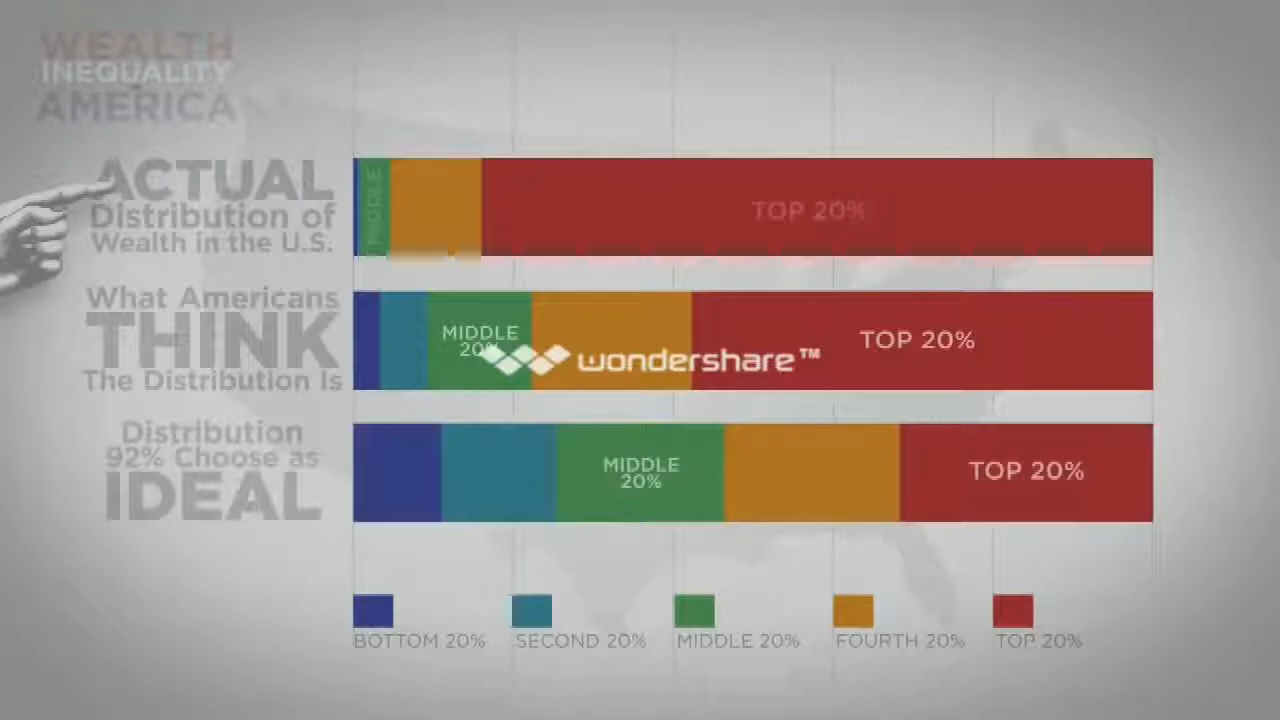 WEALTH
INEQUALITY
AMERICA
ACTUAL
Distribution of
Wealth in the U.S.
MIDDLE
TOP 20%
What Americans
THINK
The Distribution Is
MIDDLE
20%
TOP 20%
wondershare™
Distribution
92% Choose as
IDEAL
MIDDLE
20%
TOP 20%
BOTTOM 20%
SECOND 20%
MIDDLE 20%
FOURTH 20%
TOP 20%